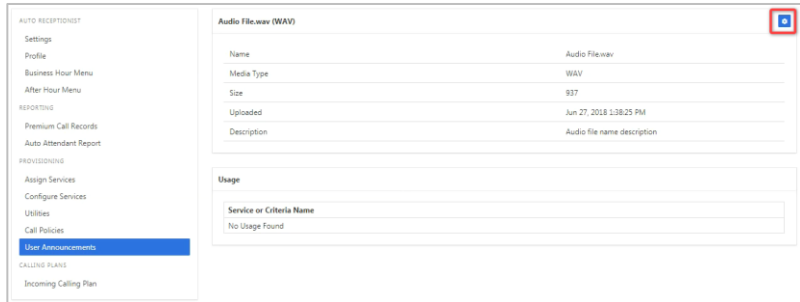 AUTO RECEPTIONIST
Settings
Profile
Business Hour Menu
After Hour Menu
REPORTING
Premium Call Records
Auto Attendant Report
PROVISIONING
Assign Services
Configure Services
Utilities
Call Policies
User Announcements
CALLING PLANS
Incoming Calling Plan
Audio File.wav (WAV)
Name Audio File.wav
Media Type WAV
Size 937
Uploaded Jun 27, 2018 1:38:25 PM
Description Audio file name description
Usage
Service or Criteria Name
No Usage Found